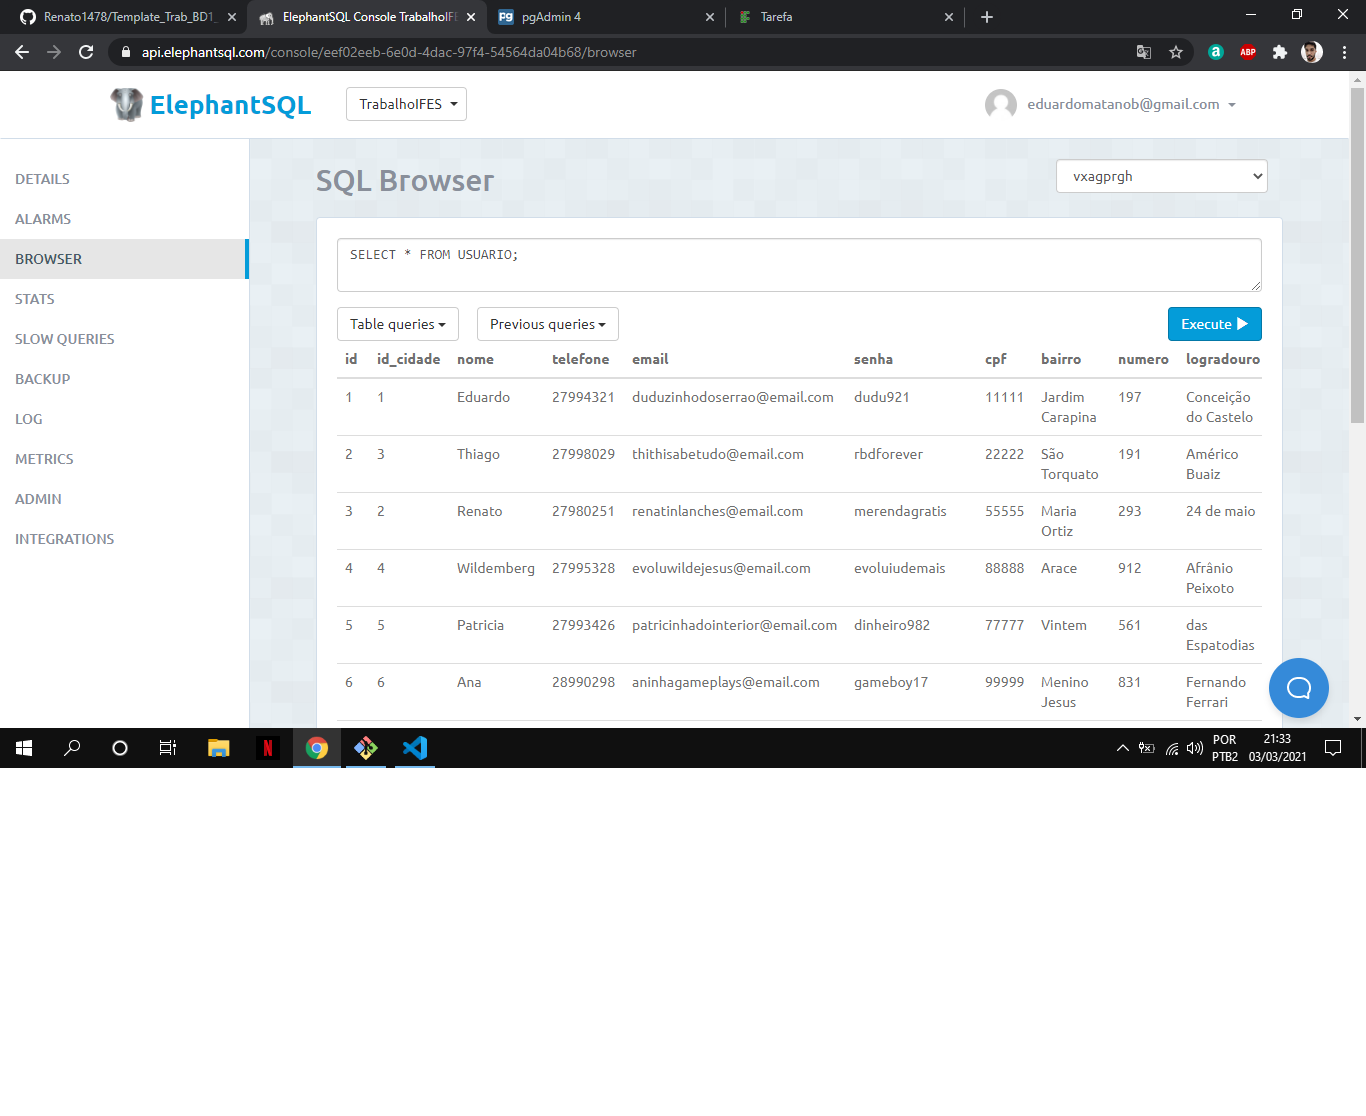 Renato1478/Template_Trab_BD1_
ElephantSQL Console TrabalhoIFE
pgAdmin 4
Tarefa
api.elephantsql.com/console/eef02eeb-6e0d-4dac-97f4-54564da04b68/browser
ABP
ElephantSQL
TrabalhoIFES
eduardomatanob@gmail.com
DETAILS
ALARMS
BROWSER
STATS
SLOW QUERIES
BACKUP
LOG
METRICS
ADMIN
INTEGRATIONS
SQL Browser
vxagprgh
SELECT * FROM USUARIO;
Table queries
Previous queries
Execute
id id_cidade nome telefone email senha cpf bairro numero logradouro
1 1 Eduardo 27994321 duduzinhodoserrao@email.com dudu921 11111 Jardim Carapina 197 Conceição do Castelo
2 3 Thiago 27998029 thithisabetudo@email.com rbdforever 22222 São Torquato 191 Américo Buaiz
3 2 Renato 27980251 renatinlanches@email.com merendagratis 55555 Maria Ortiz 293 24 de maio
4 4 Wildemberg 27995328 evoluwildejesus@email.com evoluiudemais 88888 Arace 912 Afrânio Peixoto
5 5 Patricia 27993426 patricinhadointerior@email.com dinheiro982 77777 Vintem 561 das Espatodias
6 6 Ana 28990298 aninhagameplays@email.com gameboy17 99999 Menino Jesus 831 Fernando Ferrari
POR
PTB2
21:33
03/03/2021